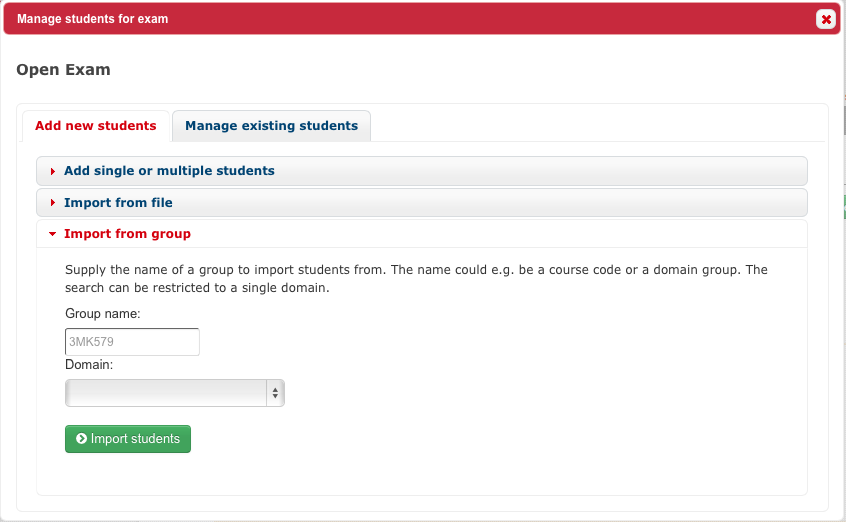 Manage students for exam
Open Exam
Add new students
Manage existing students
Add single or multiple students
Import from file
Import from group
Supply the name of a group to import students from. The name could e.g. be a course code or a domain group. The
search can be restricted to a single domain.
Group name:
3MK579
Domain:
Import students